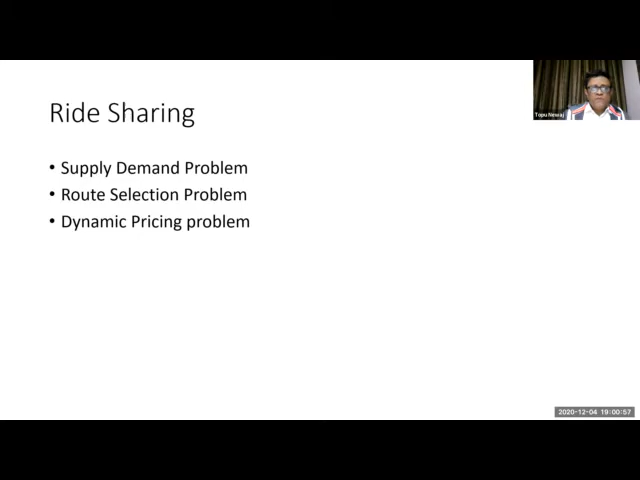 Ride Sharing
• Supply Demand Problem
• Route Selection Problem
• Dynamic Pricing problem
Topu Newaj
2020-12-04 19:00:57